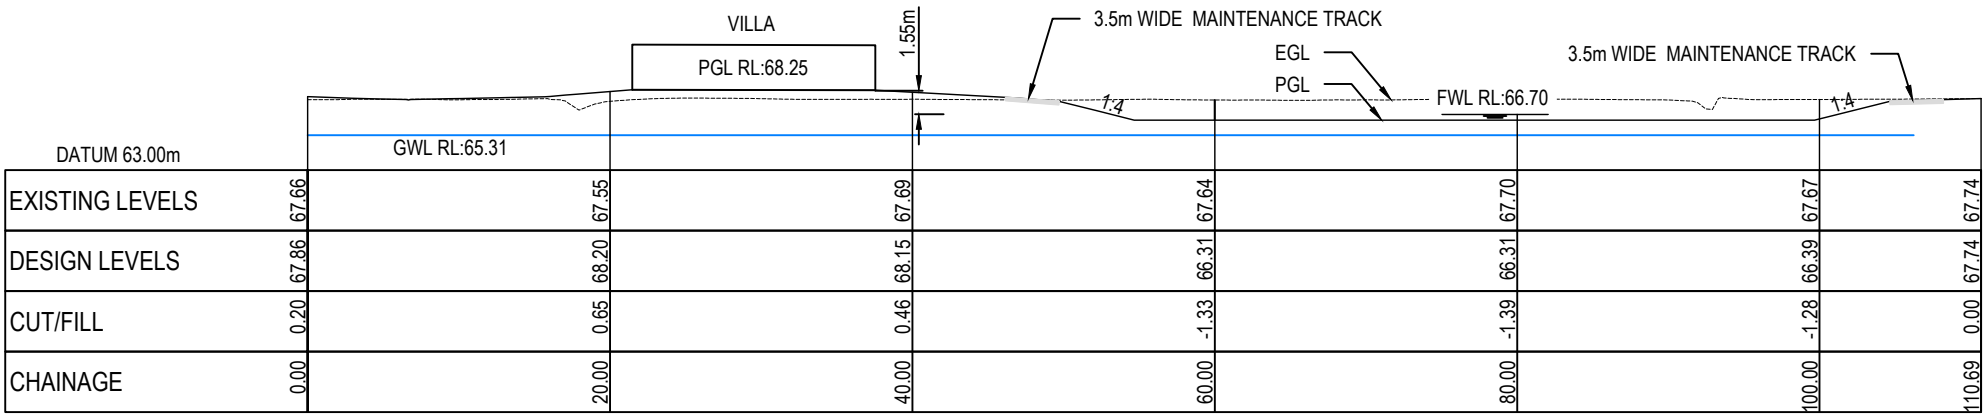 VILLA
1.55m
3.5m WIDE MAINTENANCE TRACK
EGL
3.5m WIDE MAINTENANCE TRACK
PGL RL:68.25
PGL
FWL RL:66.70
1:4
1:4
GWL RL:65.31
DATUM 63.00m
EXISTING LEVELS 67.66 67.55 67.69 67.64 67.70 67.67 67.74
DESIGN LEVELS 67.86 68.20 68.15 66.31 66.31 66.39 67.74
CUT/FILL 0.20 0.65 0.46 -1.33 -1.39 -1.28 0.00
CHAINAGE 0.00 20.00 40.00 60.00 80.00 100.00 110.69